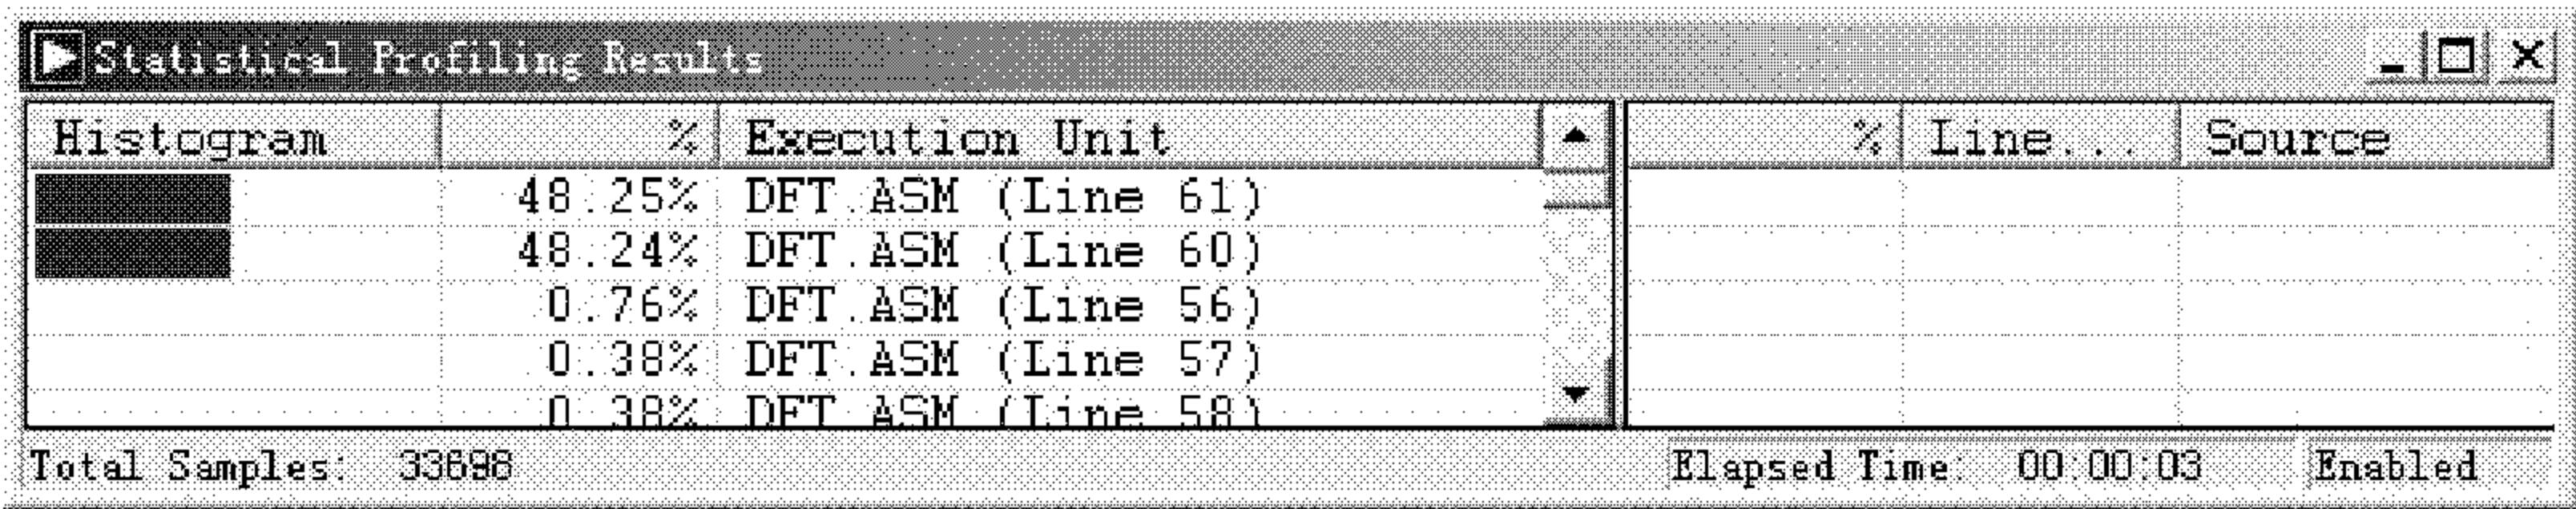 Statistical Profiling Results
Histogram % Execution Unit % Line... Source
48.25% DFT.ASM (Line 61)
48.24% DFT.ASM (Line 60)
0.76% DFT.ASM (Line 56)
0.38% DFT.ASM (Line 57)
0.38% DFT.ASM (Line 58)
Total Samples: 33698 Elapsed Time: 00:00:03 Enabled